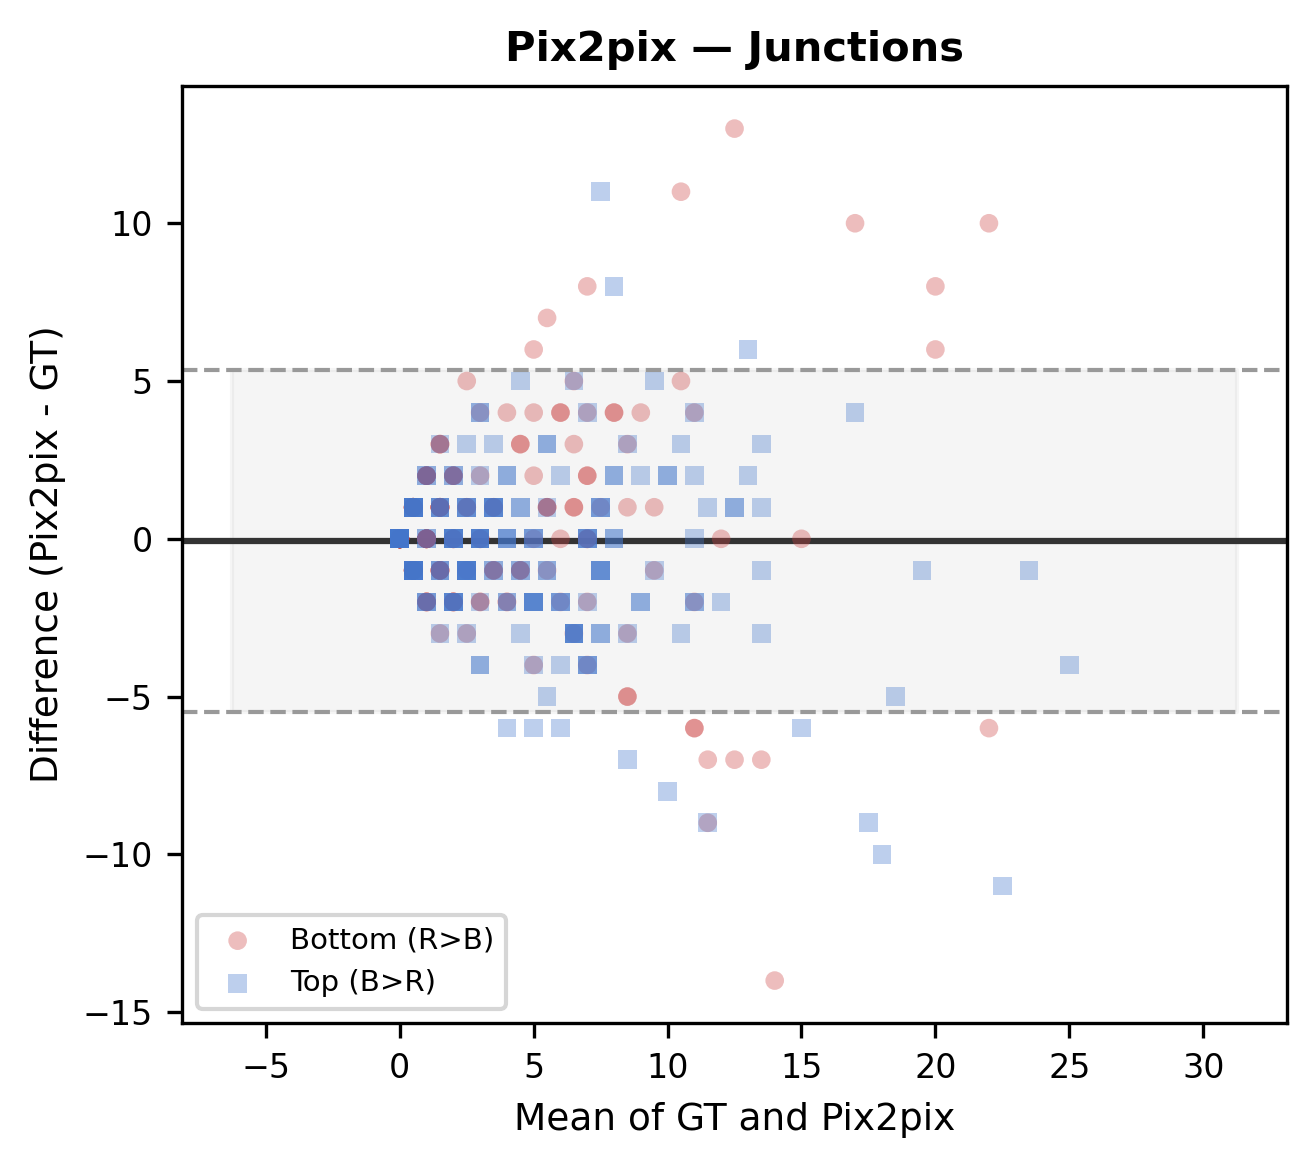 Pix2pix — Junctions
Difference (Pix2pix - GT)
10
5
0
−5
−10
−15
Bottom (R>B)
Top (B>R)
−5 0 5 10 15 20 25 30
Mean of GT and Pix2pix